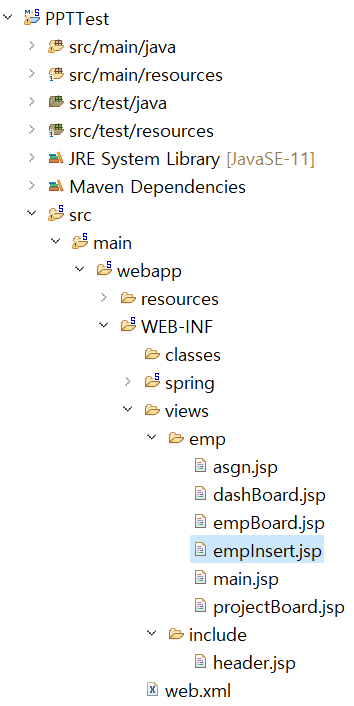 PPTTest
src/main/java
src/main/resources
src/test/java
src/test/resources
JRE System Library [JavaSE-11]
Maven Dependencies
src
main
webapp
resources
WEB-INF
classes
spring
views
emp
asgn.jsp
dashBoard.jsp
empBoard.jsp
empInsert.jsp
main.jsp
projectBoard.jsp
include
header.jsp
web.xml